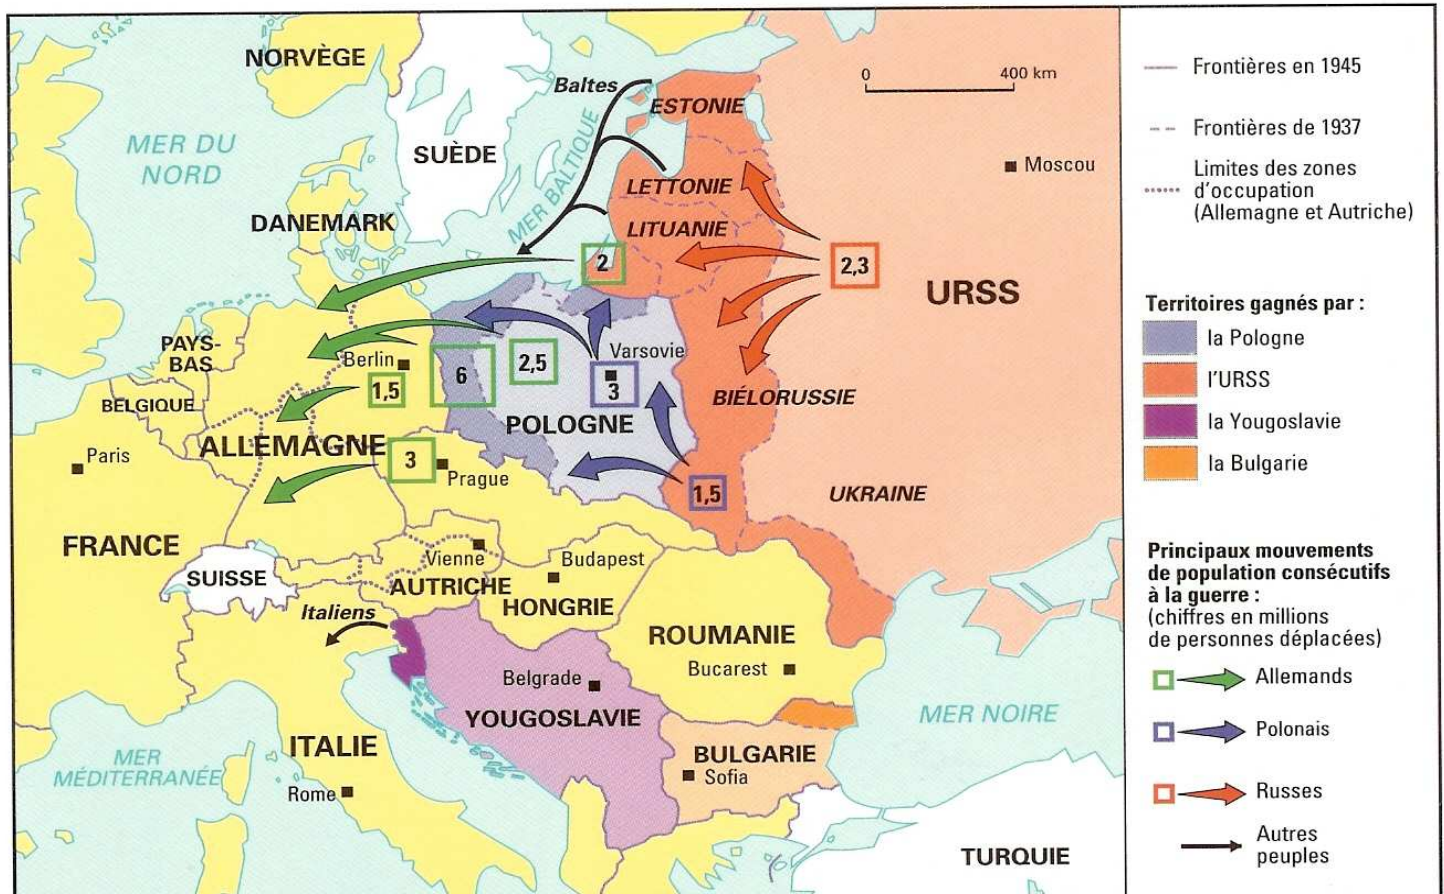 NORVÈGE
Baltes
0
400 km
ESTONIE
MER DU
NORD
SUÈDE
MER BALTIQUE
Moscou
LETTONIE
DANEMARK
LITUANIE
2
2,3
URSS
PAYS-
BAS
Berlin
Varsovie
6
2,5
3
1,5
BELGIQUE
BIÉLORUSSIE
POLOGNE
ALLEMAGNE
Paris
3
Prague
1,5
UKRAINE
FRANCE
Vienne
Budapest
SUISSE
AUTRICHE
HONGRIE
Italiens
ROUMANIE
Bucarest
Belgrade
YOUGOSLAVIE
MER NOIRE
ITALIE
BULGARIE
MER
MÉDITERRANÉE
Sofia
Rome
TURQUIE
Frontières en 1945
Frontières de 1937
Limites des zones
d'occupation
(Allemagne et Autriche)
Territoires gagnés par :
la Pologne
l'URSS
la Yougoslavie
la Bulgarie
Principaux mouvements
de population consécutifs
à la guerre :
(chiffres en millions
de personnes déplacées)
Allemands
Polonais
Russes
Autres
peuples